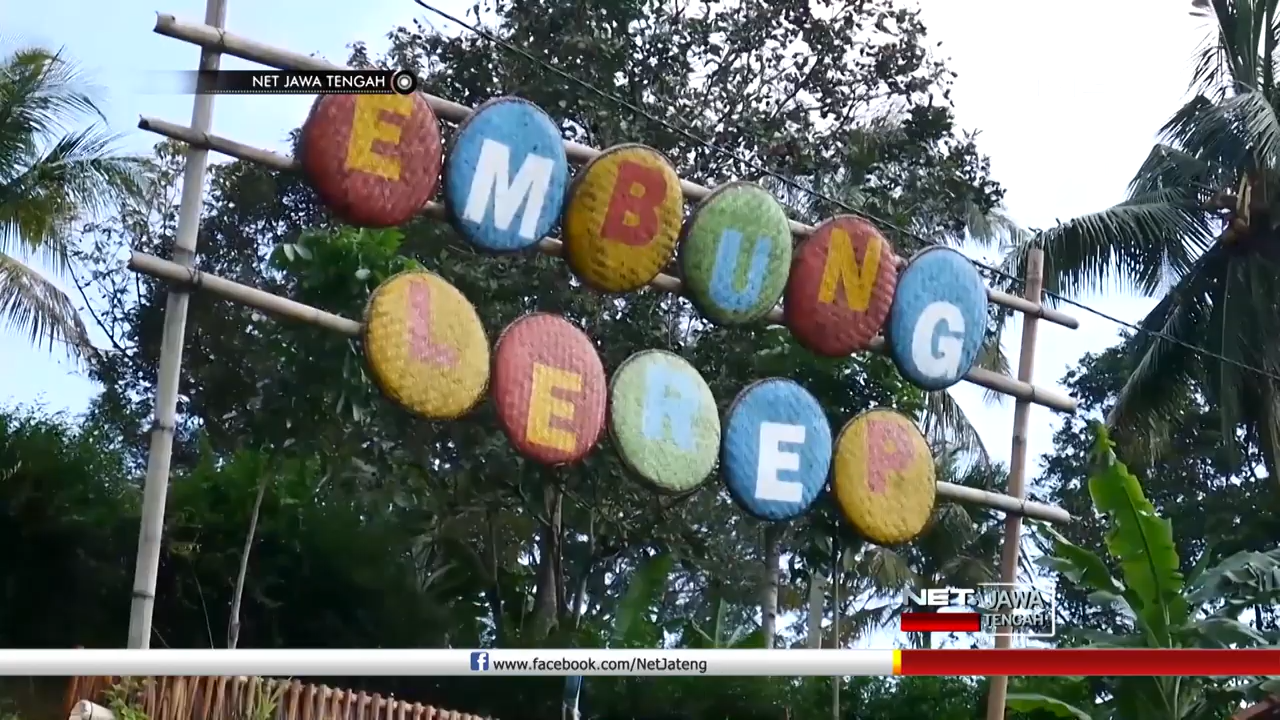 NET JAWA TENGAH
EMBUNG
LEREP
NET. JAWA
TENGAH
www.facebook.com/NetJateng